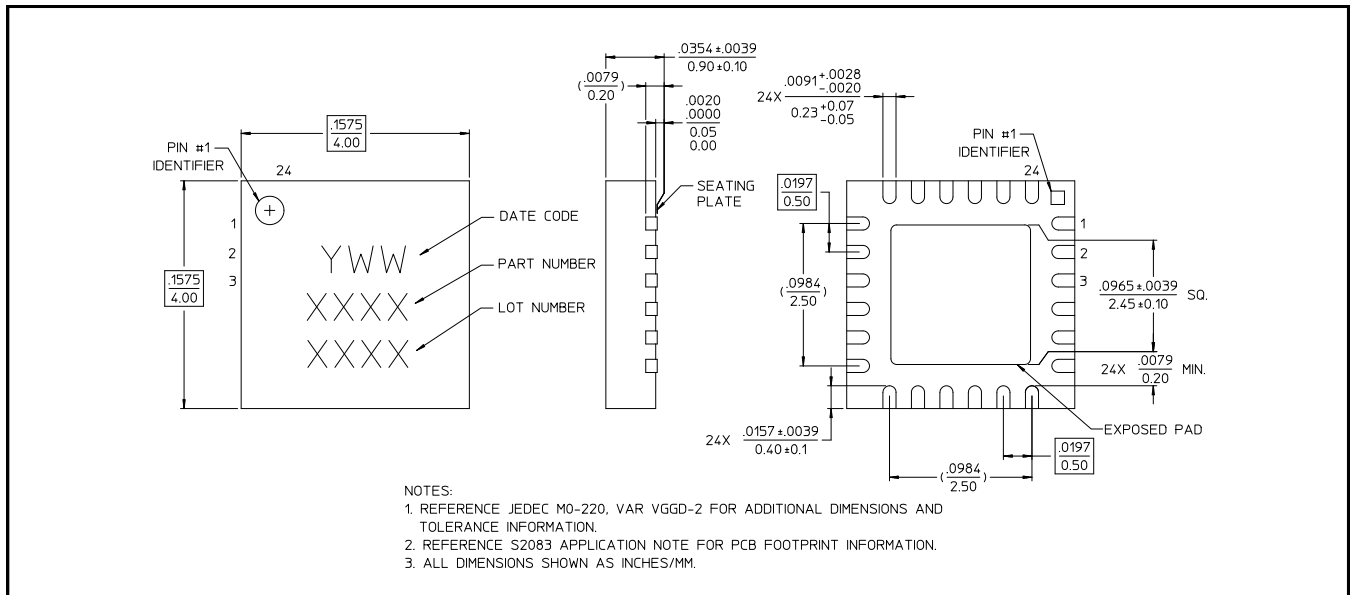 .1575
4.00
PIN #1
IDENTIFIER
24
1
2
3
.1575
4.00
YWW
XXXX
XXXX
DATE CODE
PART NUMBER
LOT NUMBER
.0354 ±.0039
0.90 ±0.10
(.0079
0.20)
.0020
.0000
0.05
0.00
SEATING
PLATE
24X .0091 +.0028
-.0020
0.23 +0.07
-0.05
PIN #1
IDENTIFIER
24
.0197
0.50
1
2
3
(.0984
2.50)
.0965 ±.0039
2.45 ±0.10 SQ.
24X .0079
0.20 MIN.
24X .0157 ±.0039
0.40 ±0.1
EXPOSED PAD
.0197
0.50
(.0984
2.50)
NOTES:
1. REFERENCE JEDEC MO-220, VAR VGGD-2 FOR ADDITIONAL DIMENSIONS AND
TOLERANCE INFORMATION.
2. REFERENCE S2083 APPLICATION NOTE FOR PCB FOOTPRINT INFORMATION.
3. ALL DIMENSIONS SHOWN AS INCHES/MM.